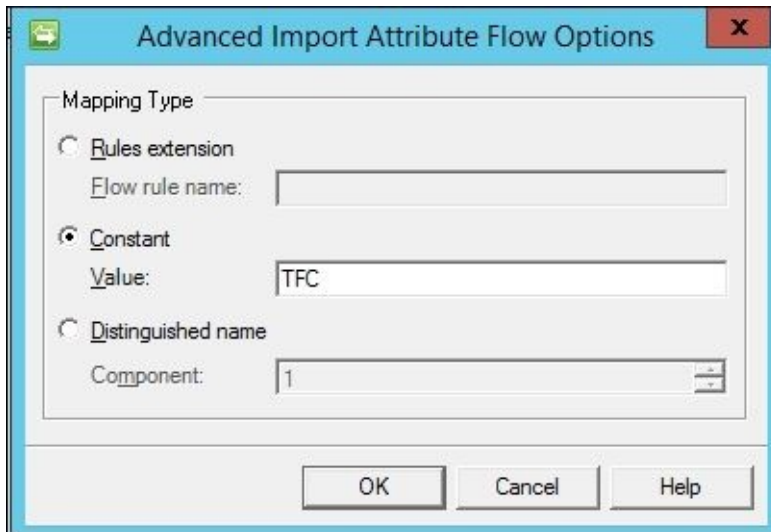 Advanced Import Attribute Flow Options
x
Mapping Type
Rules extension
Flow rule name:
Constant
Value: TFC
Distinguished name
Component: 1
OK Cancel Help